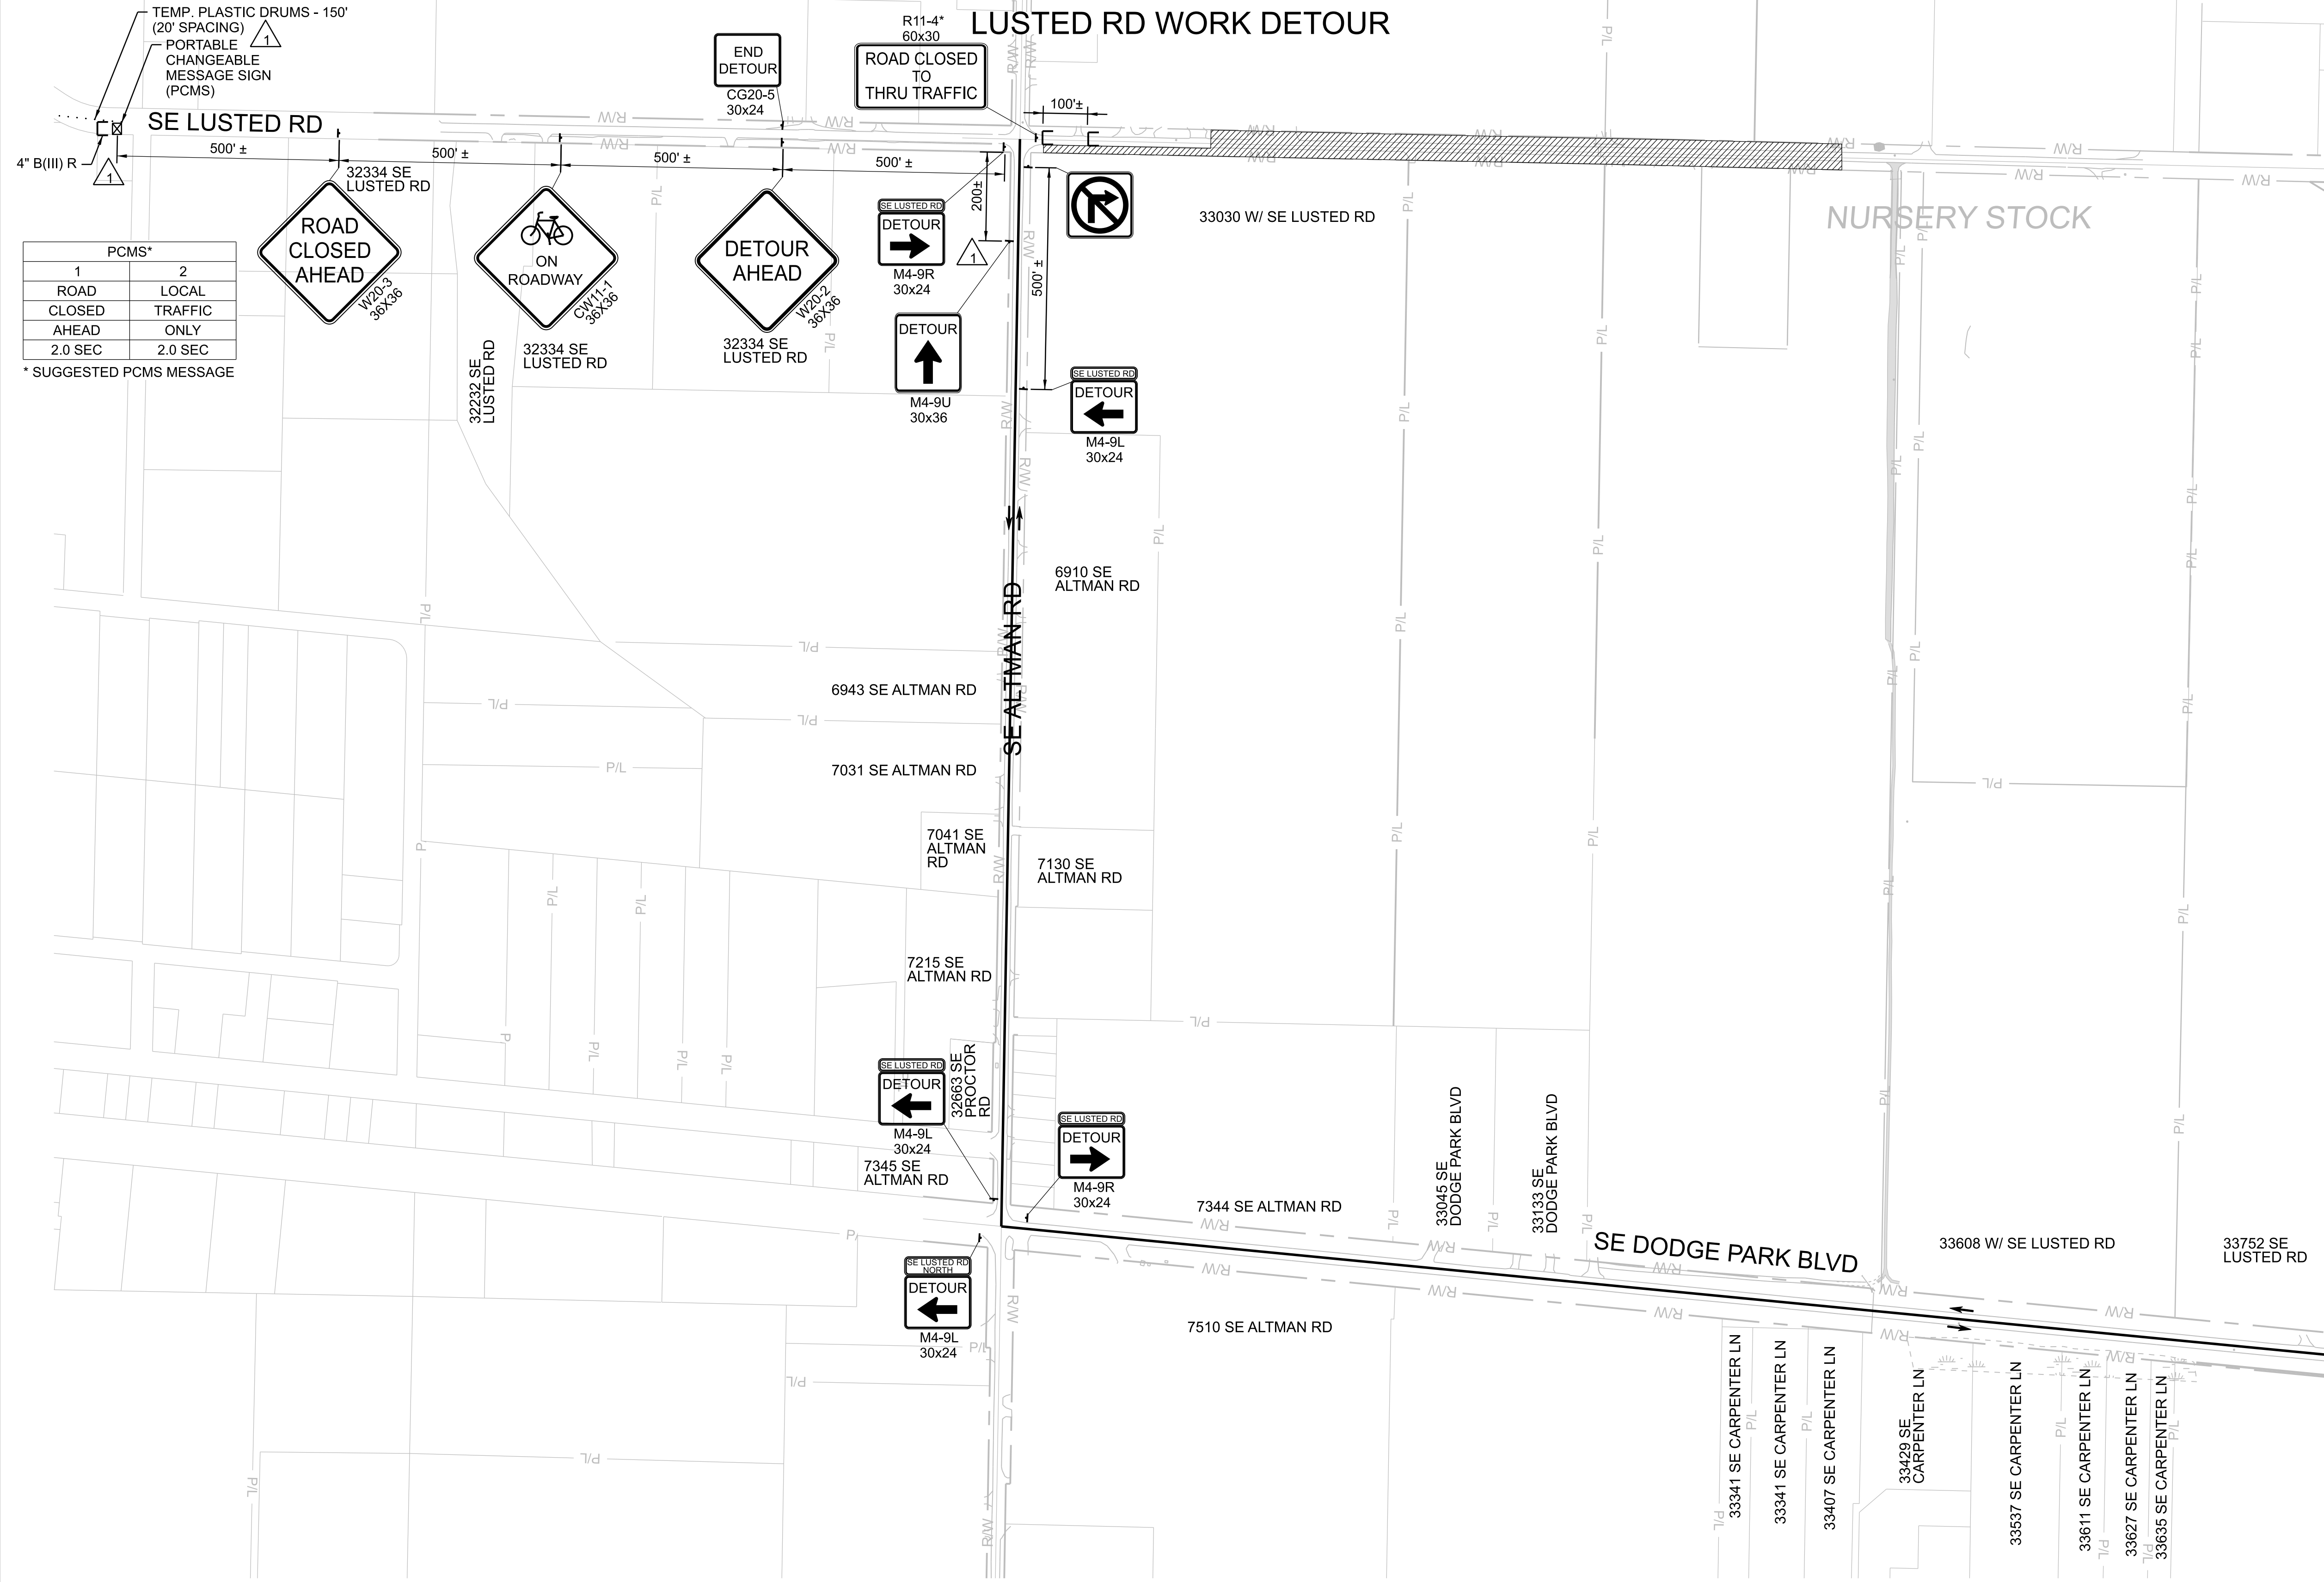 LUSTED RD WORK DETOUR
TEMP. PLASTIC DRUMS - 150'
(20' SPACING)
1
PORTABLE
CHANGEABLE
MESSAGE SIGN
(PCMS)
SE LUSTED RD
4" B(III) R
1
500' ±
500' ±
500' ±
500' ±
END
DETOUR
CG20-5
30x24
R11-4*
60x30
ROAD CLOSED
TO
THRU TRAFFIC
100'±
200±
500' ±
1
32334 SE
LUSTED RD
ROAD
CLOSED
AHEAD
W20-3
36X36
ON
ROADWAY
CW11-1
36X36
32334 SE
LUSTED RD
DETOUR
AHEAD
W20-2
36X36
32334 SE
LUSTED RD
32232 SE
LUSTED RD
PCMS*
1 2
ROAD LOCAL
CLOSED TRAFFIC
AHEAD ONLY
2.0 SEC 2.0 SEC
* SUGGESTED PCMS MESSAGE
SE LUSTED RD
DETOUR
M4-9R
30x24
DETOUR
M4-9U
30x36
33030 W/ SE LUSTED RD
NURSERY STOCK
SE LUSTED RD
DETOUR
M4-9L
30x24
SE ALTMAN RD
6910 SE
ALTMAN RD
6943 SE ALTMAN RD
7031 SE ALTMAN RD
7041 SE
ALTMAN
RD
7130 SE
ALTMAN RD
7215 SE
ALTMAN RD
32663 SE
PROCTOR
RD
SE LUSTED RD
DETOUR
M4-9L
30x24
7345 SE
ALTMAN RD
SE LUSTED RD
DETOUR
M4-9R
30x24
7344 SE ALTMAN RD
33045 SE
DODGE PARK BLVD
33133 SE
DODGE PARK BLVD
SE DODGE PARK BLVD
33608 W/ SE LUSTED RD
33752 SE
LUSTED RD
SE LUSTED RD
NORTH
DETOUR
M4-9L
30x24
7510 SE ALTMAN RD
33341 SE CARPENTER LN
33341 SE CARPENTER LN
33407 SE CARPENTER LN
33429 SE
CARPENTER LN
33537 SE CARPENTER LN
33611 SE CARPENTER LN
33627 SE CARPENTER LN
33635 SE CARPENTER LN
R/W
R/W
R/W
R/W
P/L
P/L
P/L
P/L